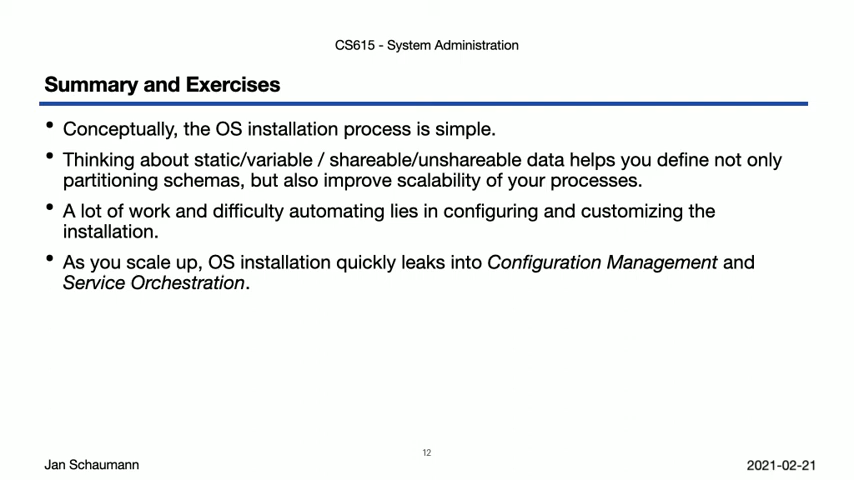 CS615 - System Administration
Summary and Exercises
• Conceptually, the OS installation process is simple.
• Thinking about static/variable / shareable/unshareable data helps you define not only
partitioning schemas, but also improve scalability of your processes.
• A lot of work and difficulty automating lies in configuring and customizing the
installation.
• As you scale up, OS installation quickly leaks into Configuration Management and
Service Orchestration.
12
Jan Schaumann
2021-02-21